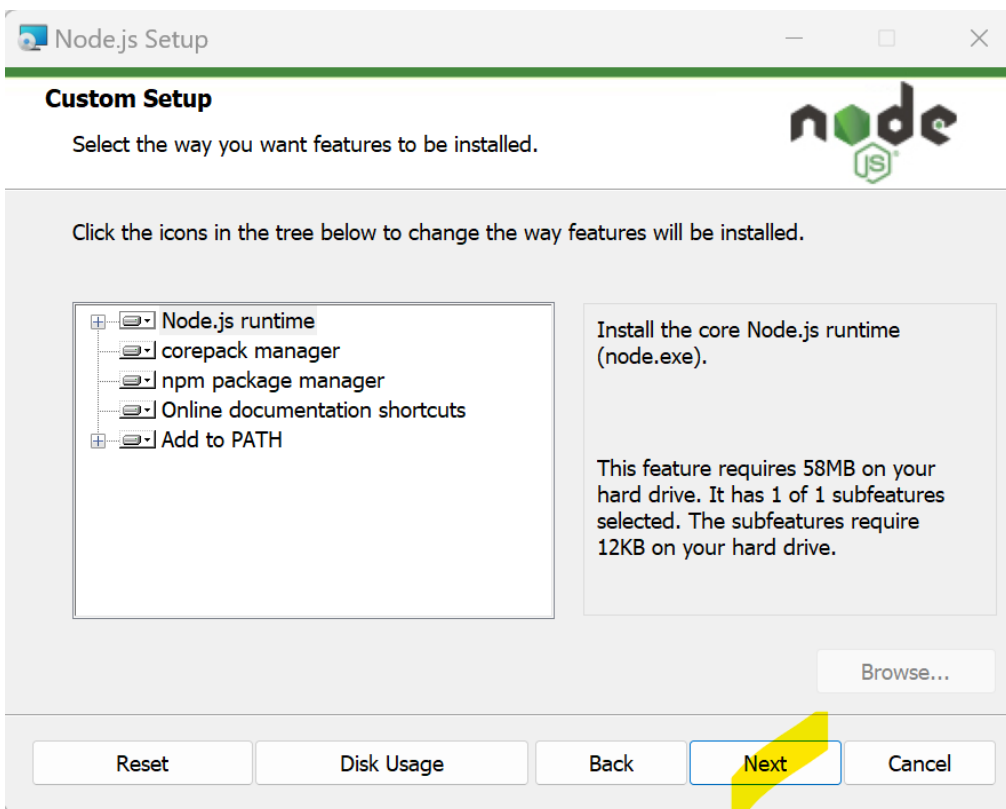 Node.js Setup
Custom Setup
Select the way you want features to be installed.
node
JS
Click the icons in the tree below to change the way features will be installed.
Node.js runtime
corepack manager
npm package manager
Online documentation shortcuts
Add to PATH
Install the core Node.js runtime
(node.exe).
This feature requires 58MB on your
hard drive. It has 1 of 1 subfeatures
selected. The subfeatures require
12KB on your hard drive.
Browse...
Reset
Disk Usage
Back
Next
Cancel